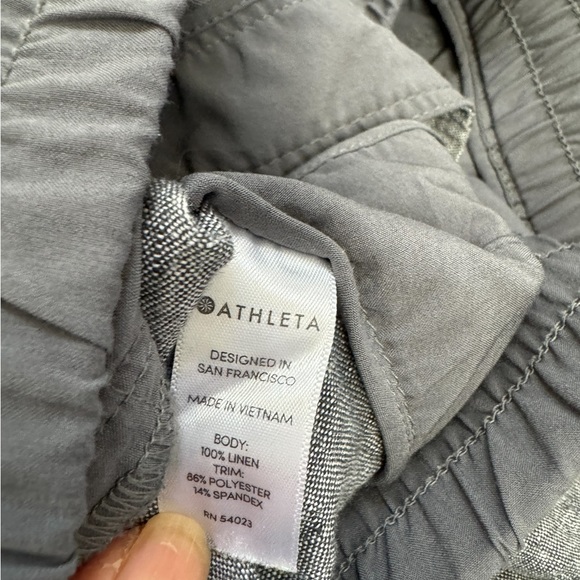 ATHLETA
DESIGNED IN
SAN FRANCISCO
MADE IN VIETNAM
BODY:
100% LINEN
TRIM:
86% POLYESTER
14% SPANDEX
RN 54023